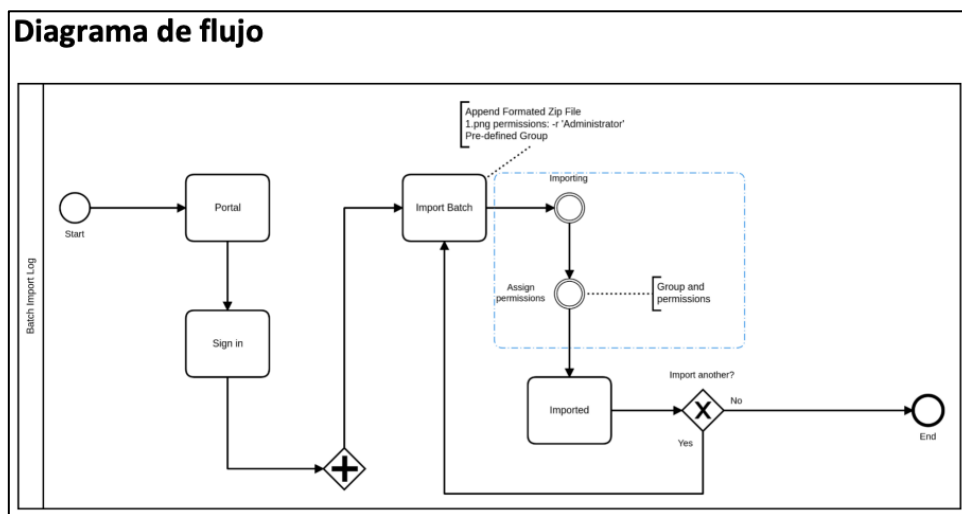 Diagrama de flujo
Batch Import Log
Start
Portal
Sign in
Append Formated Zip File
1.png permissions: -r 'Administrator'
Pre-defined Group
Import Batch
Importing
Assign
permissions
Group and
permissions
Imported
Import another?
No
Yes
End